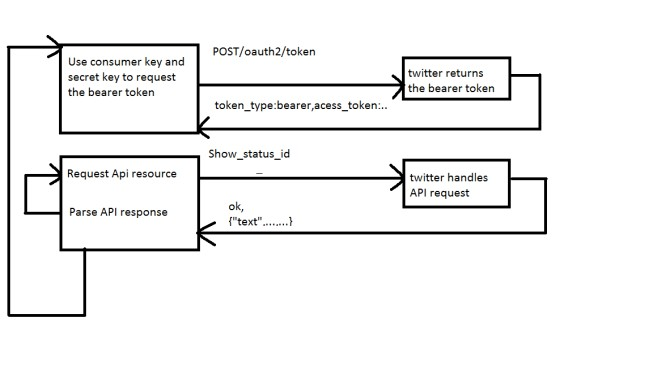 POST/oauth2/token
Use consumer key and
secret key to request
the bearer token
twitter returns
the bearer token
token_type:bearer,acess_token:..
Show_status_id
Request Api resource
Parse API response
twitter handles
API request
ok,
{"text",...,...}